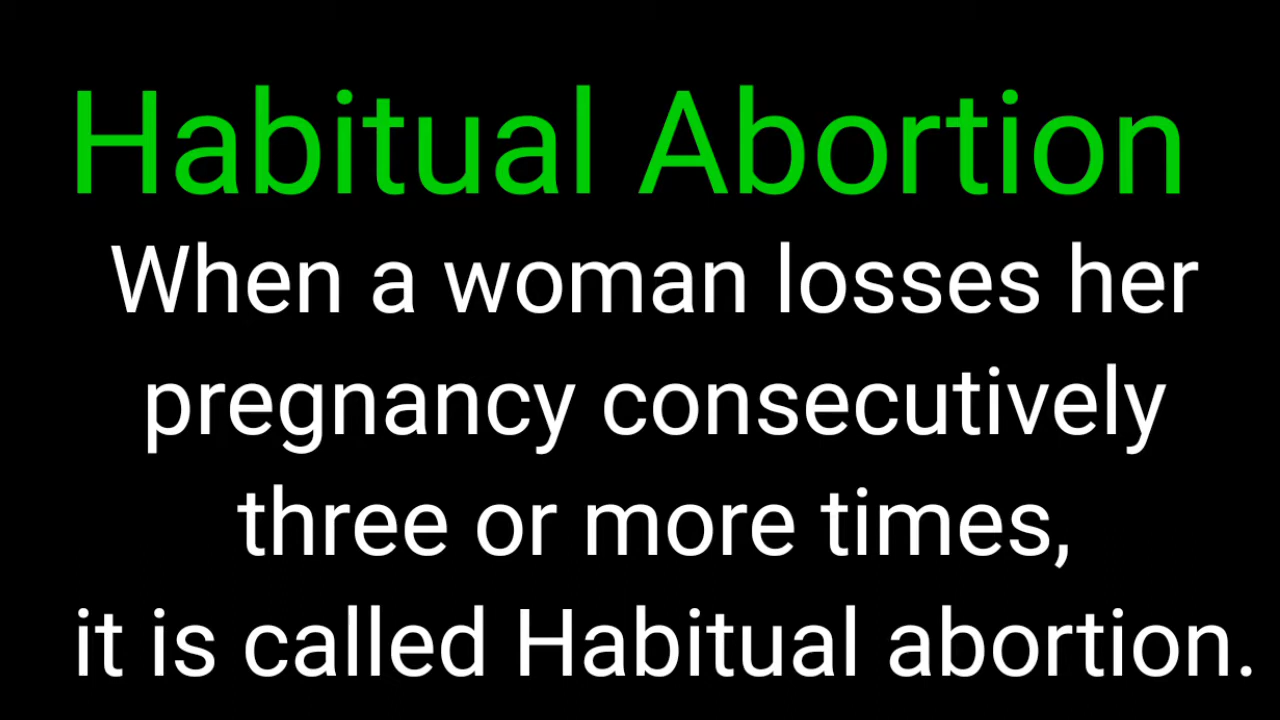 Habitual Abortion
When a woman losses her
pregnancy consecutively
three or more times,
it is called Habitual abortion.